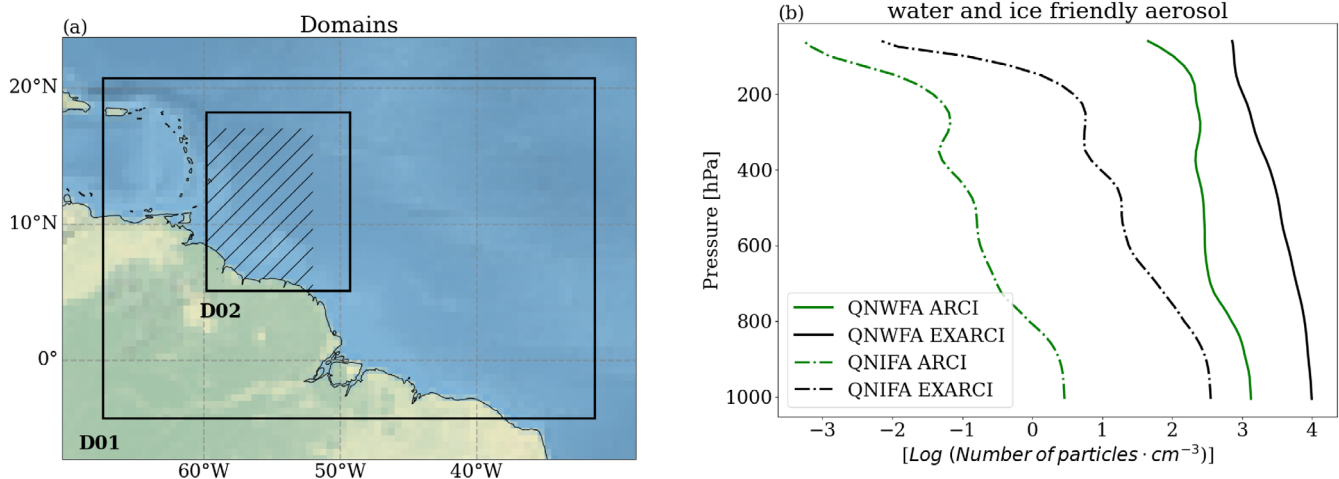 (a)
Domains
20°N
10°N
0°
D02
D01
60°W
50°W
40°W
(b)
water and ice friendly aerosol
Pressure [hPa]
200
400
600
800
1000
QNWFA ARCI
QNWFA EXARCI
QNIFA ARCI
QNIFA EXARCI
−3
−2
−1
0
1
2
3
4
[Log (Number of particles · cm⁻³)]